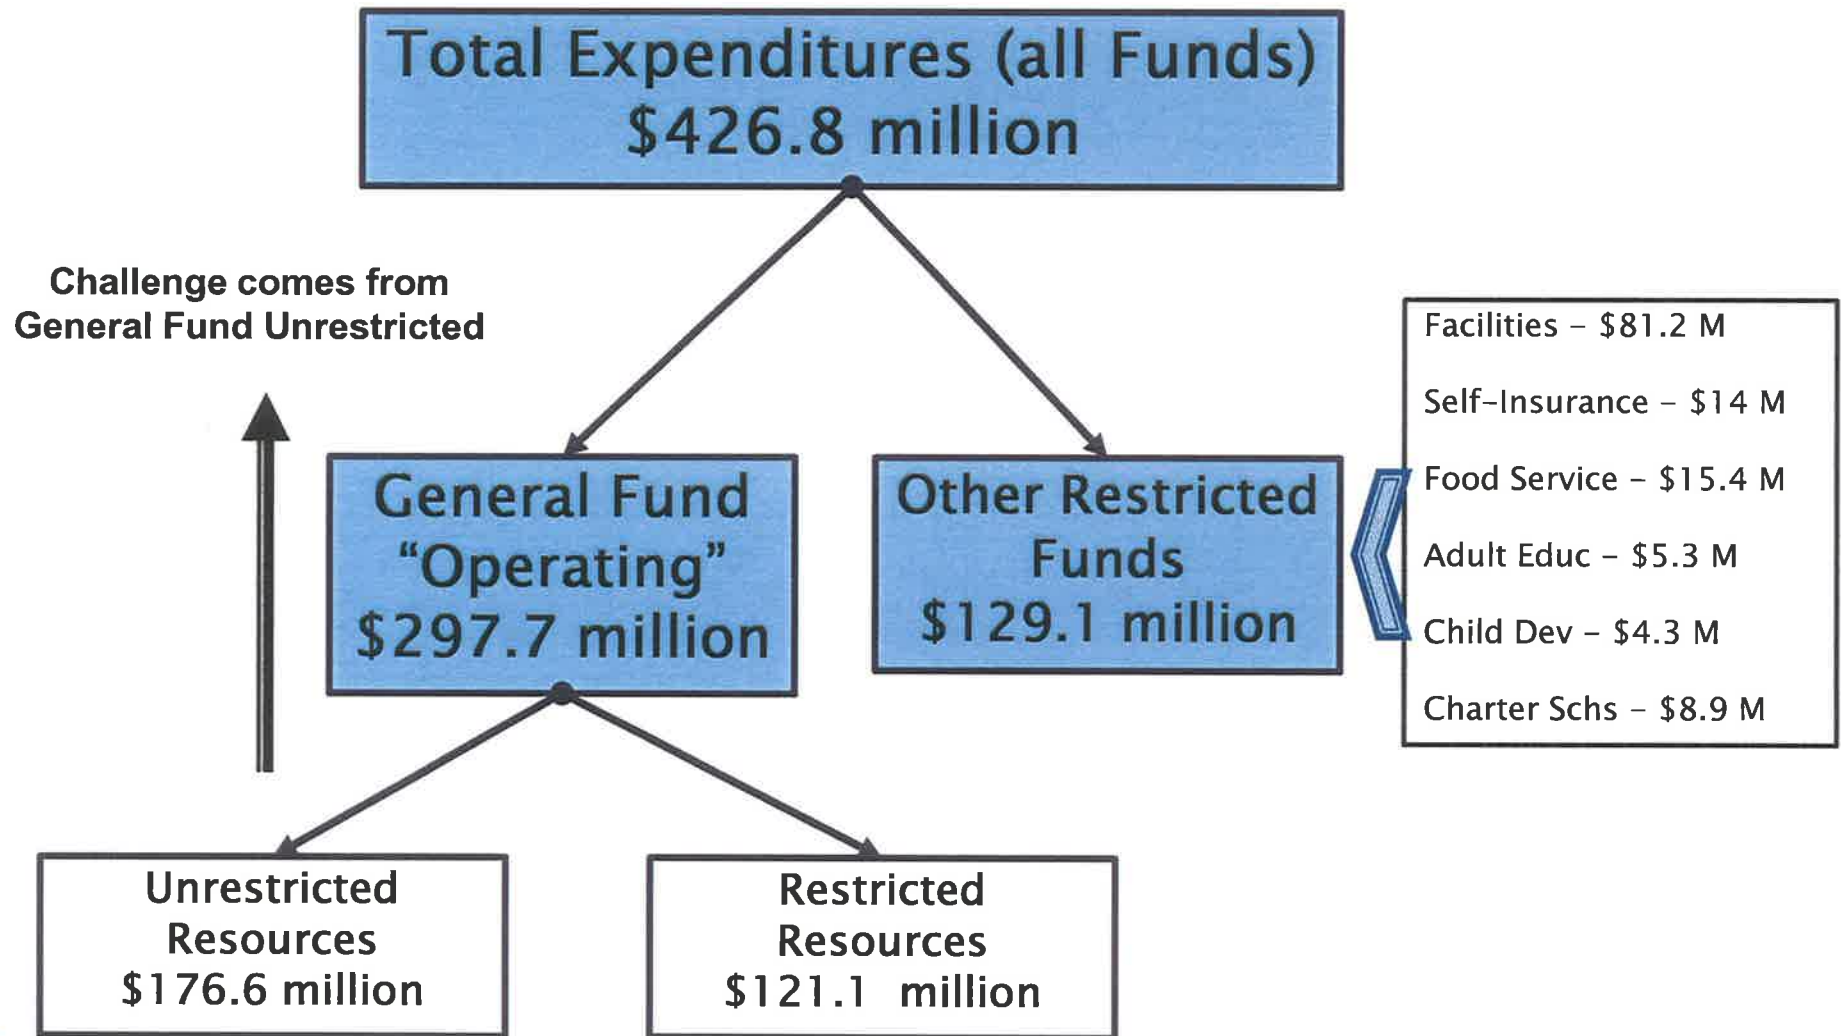 Total Expenditures (all Funds)
$426.8 million
Challenge comes from
General Fund Unrestricted
General Fund
“Operating”
$297.7 million
Other Restricted
Funds
$129.1 million
Facilities – $81.2 M
Self-Insurance – $14 M
Food Service – $15.4 M
Adult Educ – $5.3 M
Child Dev – $4.3 M
Charter Schs – $8.9 M
Unrestricted
Resources
$176.6 million
Restricted
Resources
$121.1 million